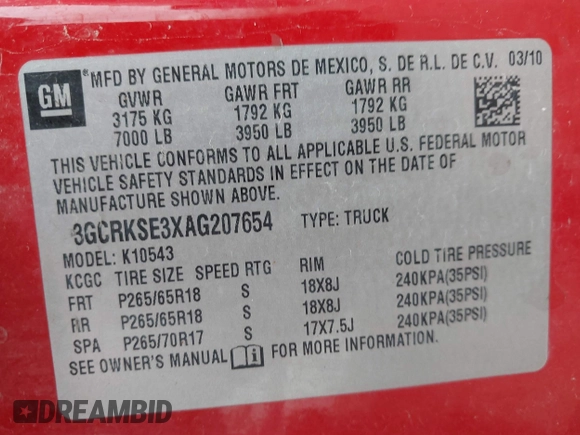 GM
®
MFD BY GENERAL MOTORS DE MEXICO, S. DE R.L. DE C.V. 03/10
GVWR GAWR FRT GAWR RR
3175 KG 1792 KG 1792 KG
7000 LB 3950 LB 3950 LB
THIS VEHICLE CONFORMS TO ALL APPLICABLE U.S. FEDERAL MOTOR
VEHICLE SAFETY STANDARDS IN EFFECT ON THE DATE OF
MANUFACTURE SHOWN ABOVE.
3GCRKSE3XAG207654 TYPE: TRUCK
MODEL: K10543
KCGC TIRE SIZE SPEED RTG RIM COLD TIRE PRESSURE
FRT P265/65R18 S 18X8J 240KPA(35PSI)
RR P265/65R18 S 18X8J 240KPA(35PSI)
SPA P265/70R17 S 17X7.5J 240KPA(35PSI)
SEE OWNER'S MANUAL FOR MORE INFORMATION.
DREAMBID